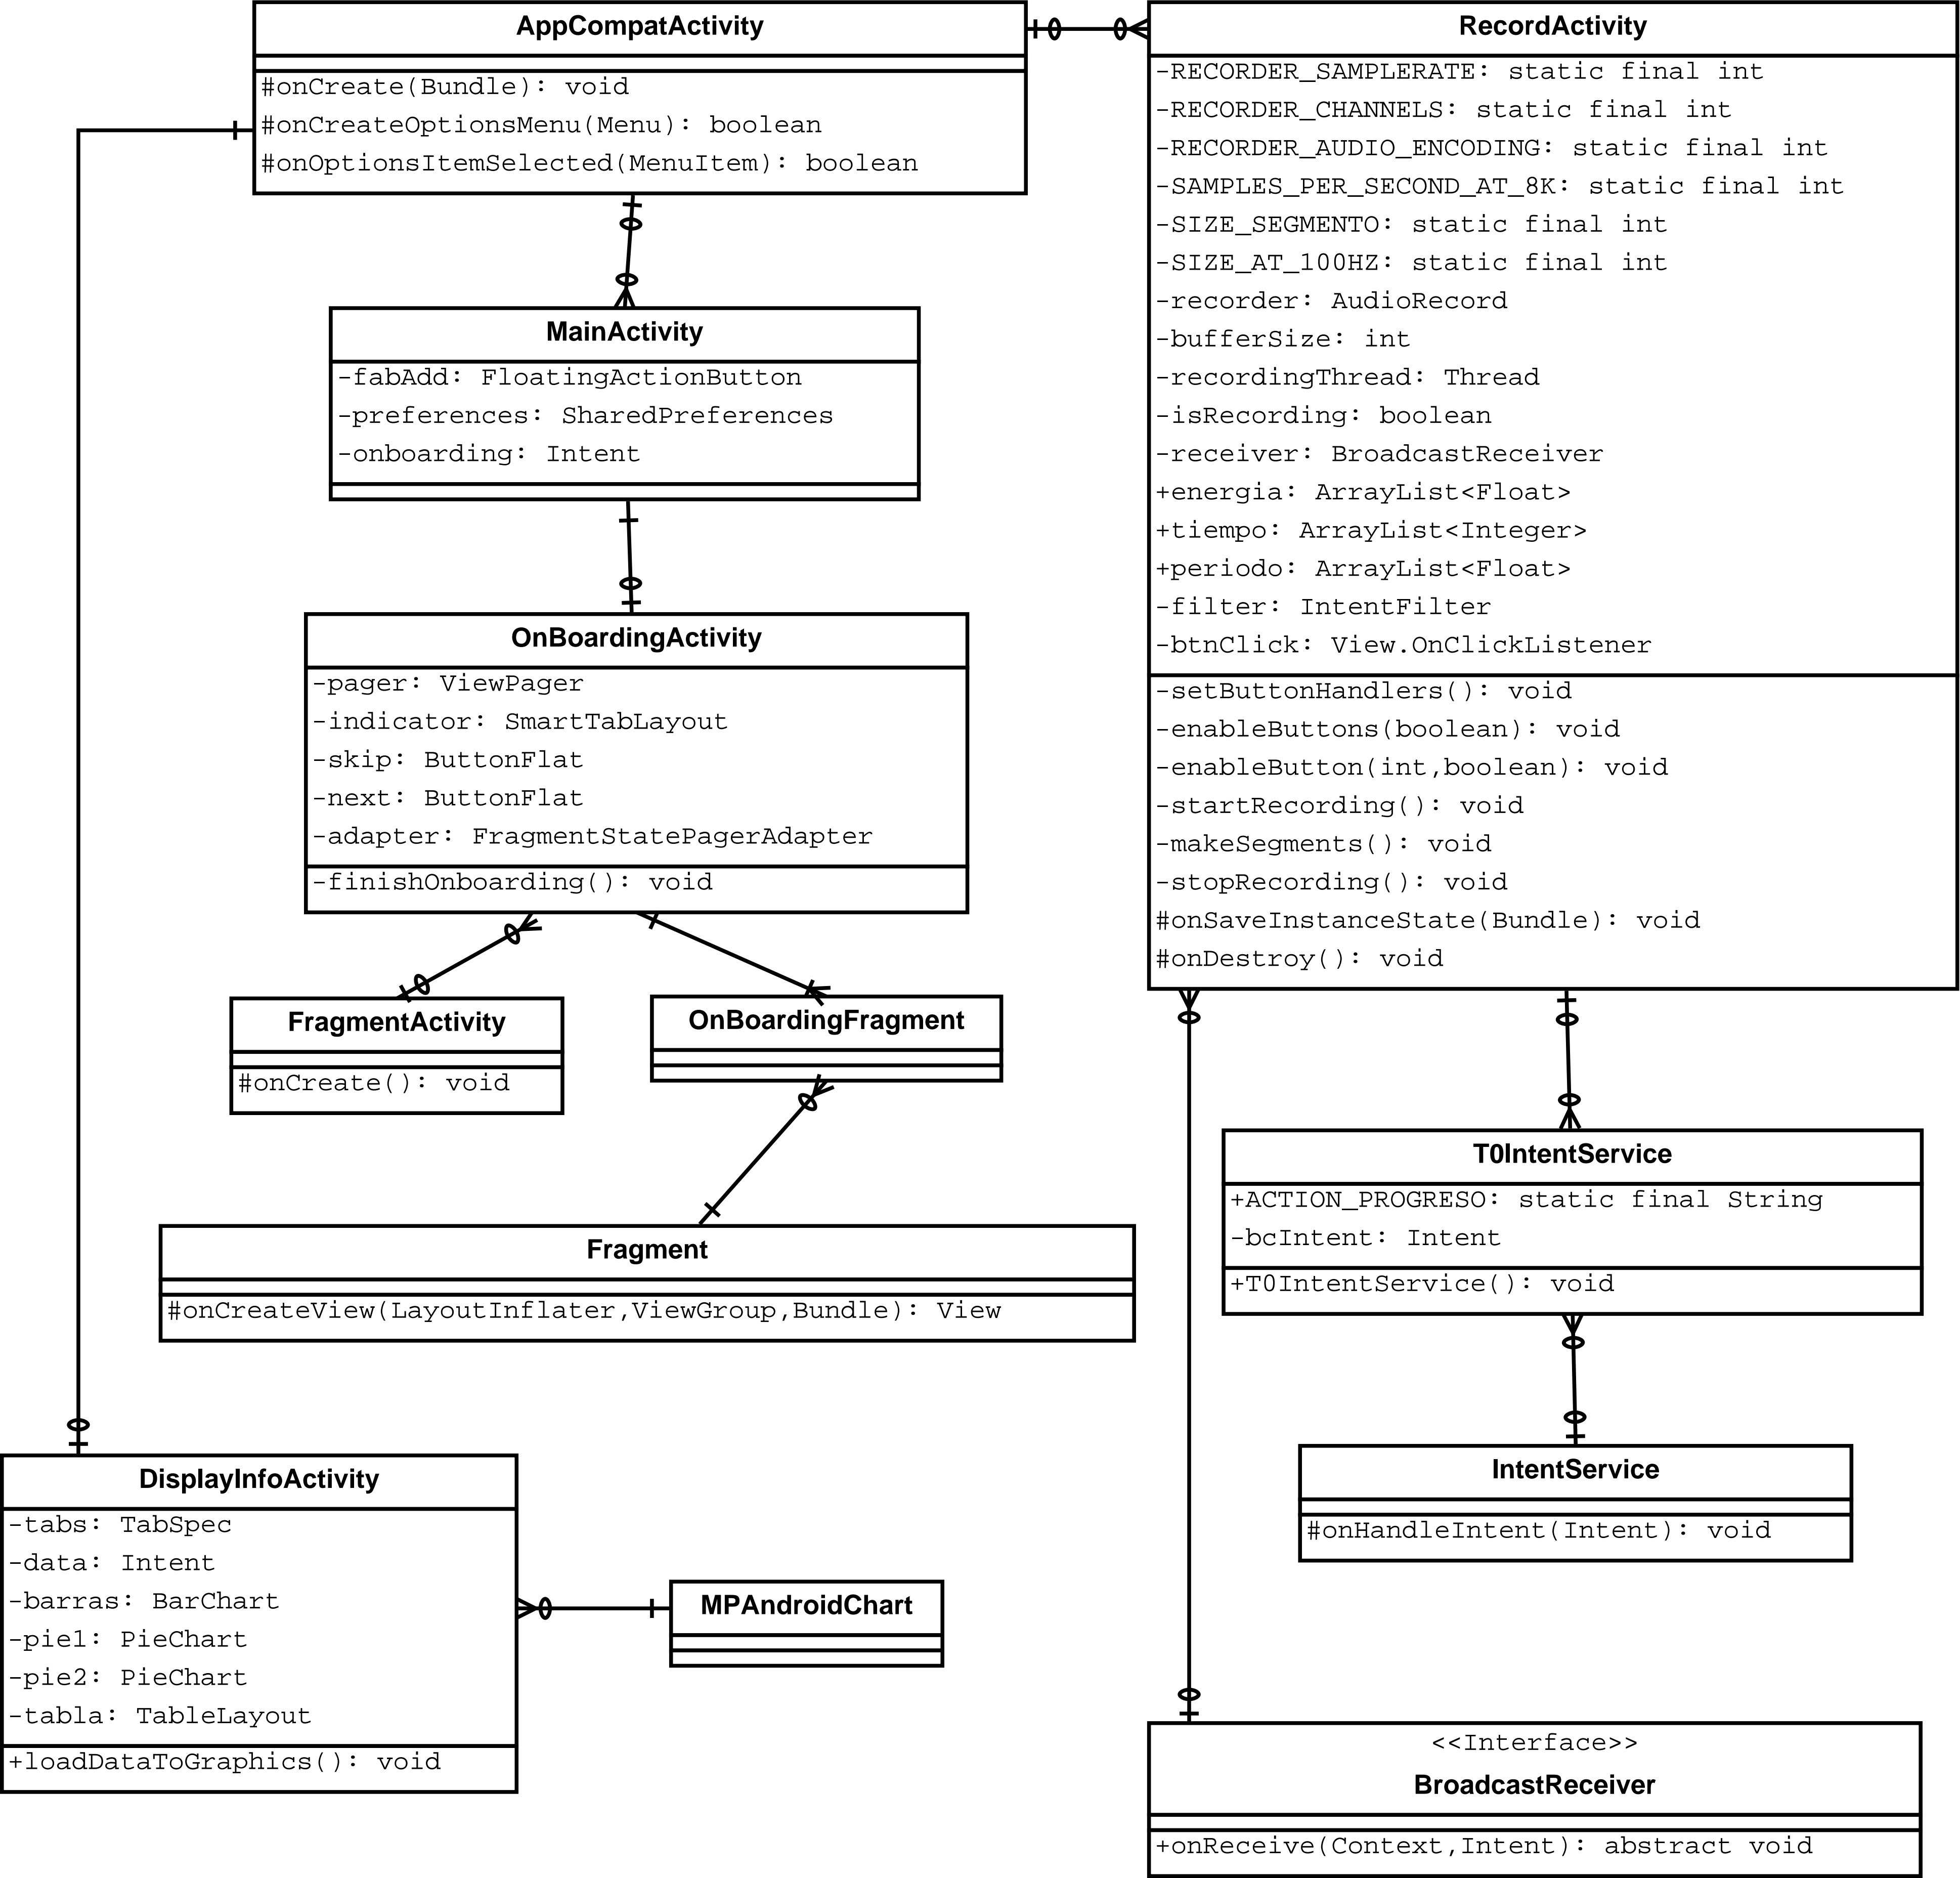 AppCompatActivity
#onCreate(Bundle): void
#onCreateOptionsMenu(Menu): boolean
#onOptionsItemSelected(MenuItem): boolean
RecordActivity
-RECORDER_SAMPLERATE: static final int
-RECORDER_CHANNELS: static final int
-RECORDER_AUDIO_ENCODING: static final int
-SAMPLES_PER_SECOND_AT_8K: static final int
-SIZE_SEGMENTO: static final int
-SIZE_AT_100HZ: static final int
-recorder: AudioRecord
-bufferSize: int
-recordingThread: Thread
-isRecording: boolean
-receiver: BroadcastReceiver
+energia: ArrayList<Float>
+tiempo: ArrayList<Integer>
+periodo: ArrayList<Float>
-filter: IntentFilter
-btnClick: View.OnClickListener
-setButtonHandlers(): void
-enableButtons(boolean): void
-enableButton(int,boolean): void
-startRecording(): void
-makeSegments(): void
-stopRecording(): void
#onSaveInstanceState(Bundle): void
#onDestroy(): void
MainActivity
-fabAdd: FloatingActionButton
-preferences: SharedPreferences
-onboarding: Intent
OnBoardingActivity
-pager: ViewPager
-indicator: SmartTabLayout
-skip: ButtonFlat
-next: ButtonFlat
-adapter: FragmentStatePagerAdapter
-finishOnboarding(): void
FragmentActivity
#onCreate(): void
OnBoardingFragment
Fragment
#onCreateView(LayoutInflater,ViewGroup,Bundle): View
T0IntentService
+ACTION_PROGRESO: static final String
-bcIntent: Intent
+T0IntentService(): void
IntentService
#onHandleIntent(Intent): void
DisplayInfoActivity
-tabs: TabSpec
-data: Intent
-barras: BarChart
-pie1: PieChart
-pie2: PieChart
-tabla: TableLayout
+loadDataToGraphics(): void
MPAndroidChart
<<Interface>>
BroadcastReceiver
+onReceive(Context,Intent): abstract void